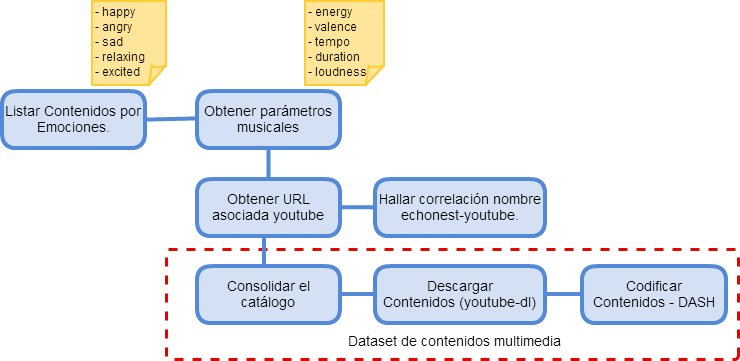 - happy
- angry
- sad
- relaxing
- excited
- energy
- valence
- tempo
- duration
- loudness
Listar Contenidos por
Emociones.
Obtener parámetros
musicales
Obtener URL
asociada youtube
Hallar correlación nombre
echonest-youtube.
Consolidar el
catálogo
Descargar
Contenidos (youtube-dl)
Codificar
Contenidos - DASH
Dataset de contenidos multimedia